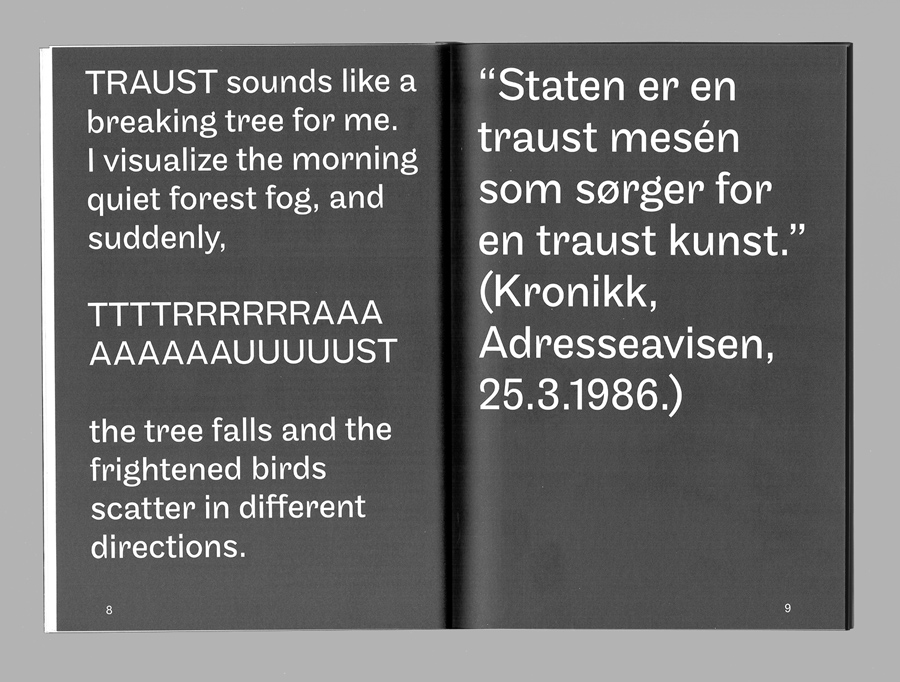 TRAUST sounds like a
breaking tree for me.
I visualize the morning
quiet forest fog, and
suddenly,
TTTTRRRRRRAAA
AAAAAAUUUUUST
the tree falls and the
frightened birds
scatter in different
directions.
8
“Staten er en
traust mesén
som sørger for
en traust kunst.”
(Kronikk,
Adresseavisen,
25.3.1986.)
9